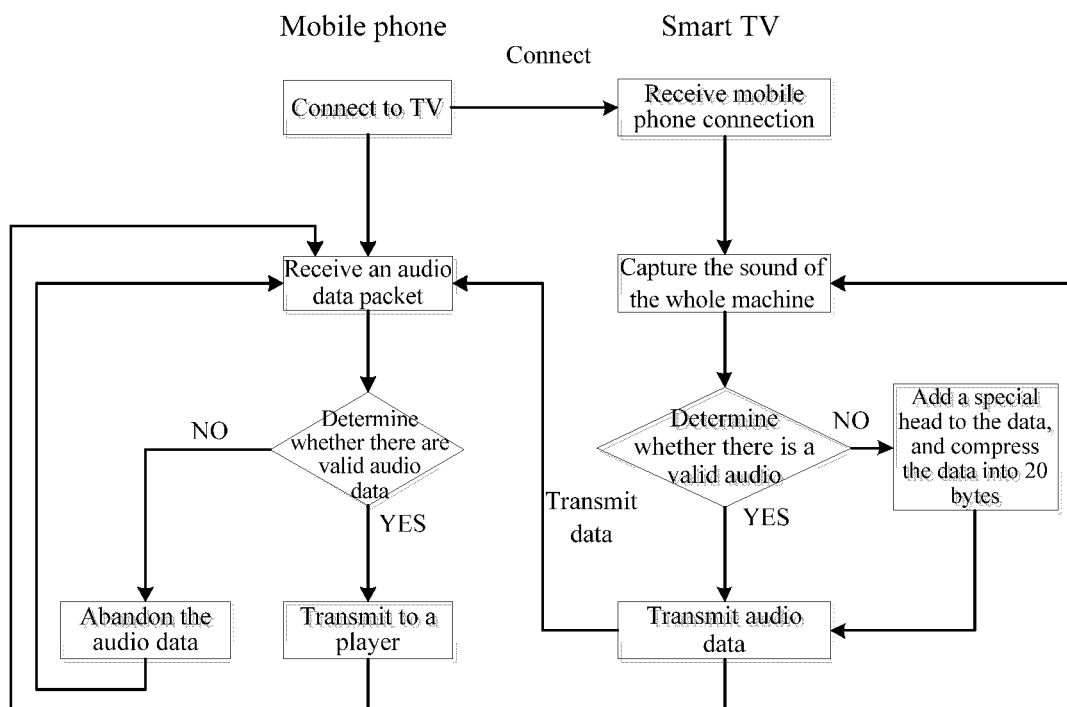 Mobile phone
Smart TV
Connect
Connect to TV
Receive mobile
phone connection
Receive an audio
data packet
Capture the sound of
the whole machine
Determine
whether there are
valid audio
data
NO
YES
Determine
whether there is a
valid audio
NO
YES
Add a special
head to the data,
and compress
the data into 20
bytes
Transmit
data
Abandon the
audio data
Transmit to a
player
Transmit audio
data